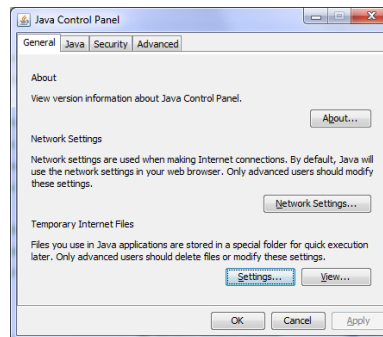 Java Control Panel
General Java Security Advanced
About
View version information about Java Control Panel.
About...
Network Settings
Network settings are used when making Internet connections. By default, Java will
use the network settings in your web browser. Only advanced users should modify
these settings.
Network Settings...
Temporary Internet Files
Files you use in Java applications are stored in a special folder for quick execution
later. Only advanced users should delete files or modify these settings.
Settings... View...
OK Cancel Apply